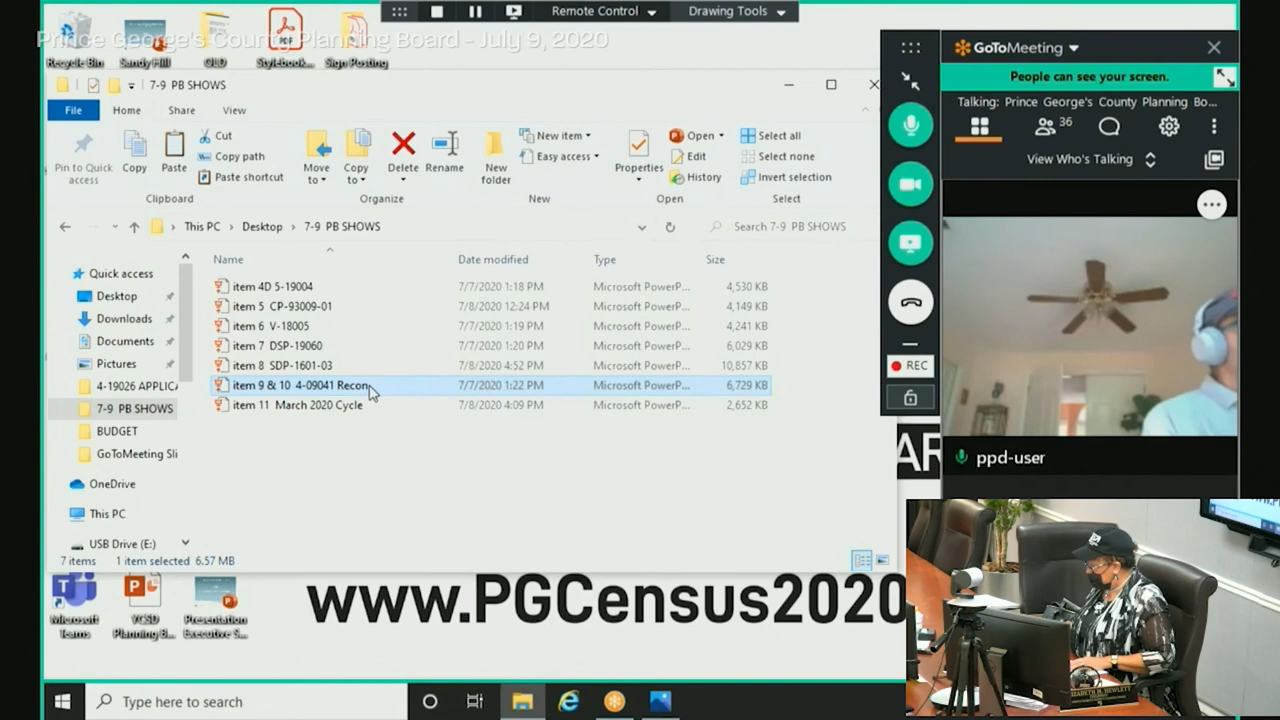 Remote Control
Drawing Tools
Prince George's County Planning Board - July 9, 2020
Recycle Bin
Sandy Hill
OLD
Stylebook...
Sign Posting
7-9 PB SHOWS
File
Home
Share
View
Pin to Quick access
Copy
Paste
Cut
Copy path
Paste shortcut
Move to
Copy to
Delete
Rename
New folder
New item
Easy access
Properties
Open
Edit
History
Select all
Select none
Invert selection
Clipboard
Organize
New
Open
Select
This PC
Desktop
7-9 PB SHOWS
Search 7-9 PB SHOWS
Name Date modified Type Size
item 4D 5-19004 7/7/2020 1:18 PM Microsoft PowerP... 4,530 KB
item 5 CP-93009-01 7/8/2020 12:24 PM Microsoft PowerP... 4,149 KB
item 6 V-18005 7/7/2020 1:19 PM Microsoft PowerP... 4,241 KB
item 7 DSP-19060 7/7/2020 1:20 PM Microsoft PowerP... 6,029 KB
item 8 SDP-1601-03 7/8/2020 4:52 PM Microsoft PowerP... 10,857 KB
item 9 & 10 4-09041 Recon 7/7/2020 1:22 PM Microsoft PowerP... 6,729 KB
item 11 March 2020 Cycle 7/8/2020 4:09 PM Microsoft PowerP... 2,652 KB
Quick access
Desktop
Downloads
Documents
Pictures
4-19026 APPLICA
7-9 PB SHOWS
BUDGET
GoToMeeting Sli
OneDrive
This PC
USB Drive (E:)
7 items 1 item selected 6.57 MB
Microsoft Teams
YCSD Planning B...
Presentation Executive S...
www.PGCensus2020
AR
Type here to search
GoToMeeting
People can see your screen.
Talking: Prince George's County Planning Bo...
36
View Who's Talking
REC
ppd-user
ELIZABETH M. HEWLETT